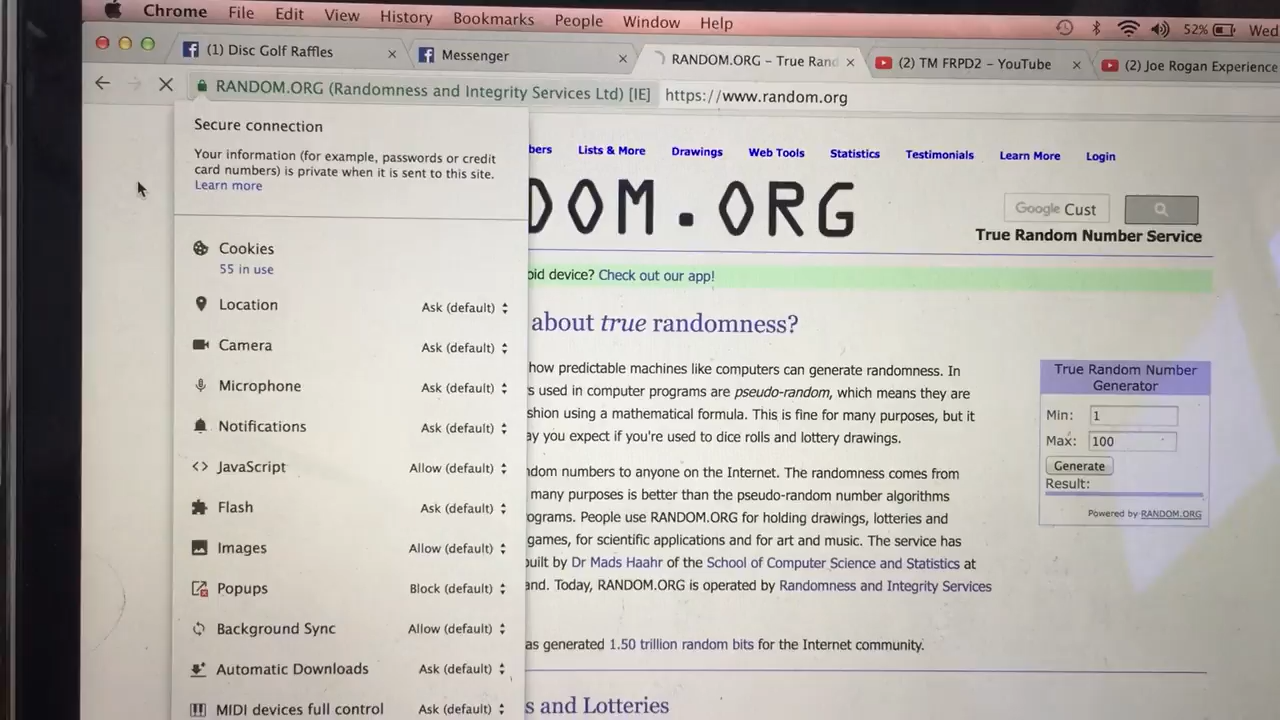 Chrome File Edit View History Bookmarks People Window Help 52% Wed
(1) Disc Golf Raffles Messenger RANDOM.ORG – True Rand (2) TM FRPD2 – YouTube (2) Joe Rogan Experience
RANDOM.ORG (Randomness and Integrity Services Ltd) [IE] https://www.random.org
Secure connection
Your information (for example, passwords or credit
card numbers) is private when it is sent to this site.
Learn more
Cookies
55 in use
Location Ask (default)
Camera Ask (default)
Microphone Ask (default)
Notifications Ask (default)
JavaScript Allow (default)
Flash Ask (default)
Images Allow (default)
Popups Block (default)
Background Sync Allow (default)
Automatic Downloads Ask (default)
MIDI devices full control Ask (default)
bers Lists & More Drawings Web Tools Statistics Testimonials Learn More Login
DOM.ORG
Google Cust
True Random Number Service
oid device? Check out our app!
about true randomness?
how predictable machines like computers can generate randomness. In
s used in computer programs are pseudo-random, which means they are
shion using a mathematical formula. This is fine for many purposes, but it
ay you expect if you're used to dice rolls and lottery drawings.
ndom numbers to anyone on the Internet. The randomness comes from
many purposes is better than the pseudo-random number algorithms
ograms. People use RANDOM.ORG for holding drawings, lotteries and
games, for scientific applications and for art and music. The service has
ouilt by Dr Mads Haahr of the School of Computer Science and Statistics at
and. Today, RANDOM.ORG is operated by Randomness and Integrity Services
as generated 1.50 trillion random bits for the Internet community.
s and Lotteries
True Random Number
Generator
Min: 1
Max: 100
Generate
Result:
Powered by RANDOM.ORG